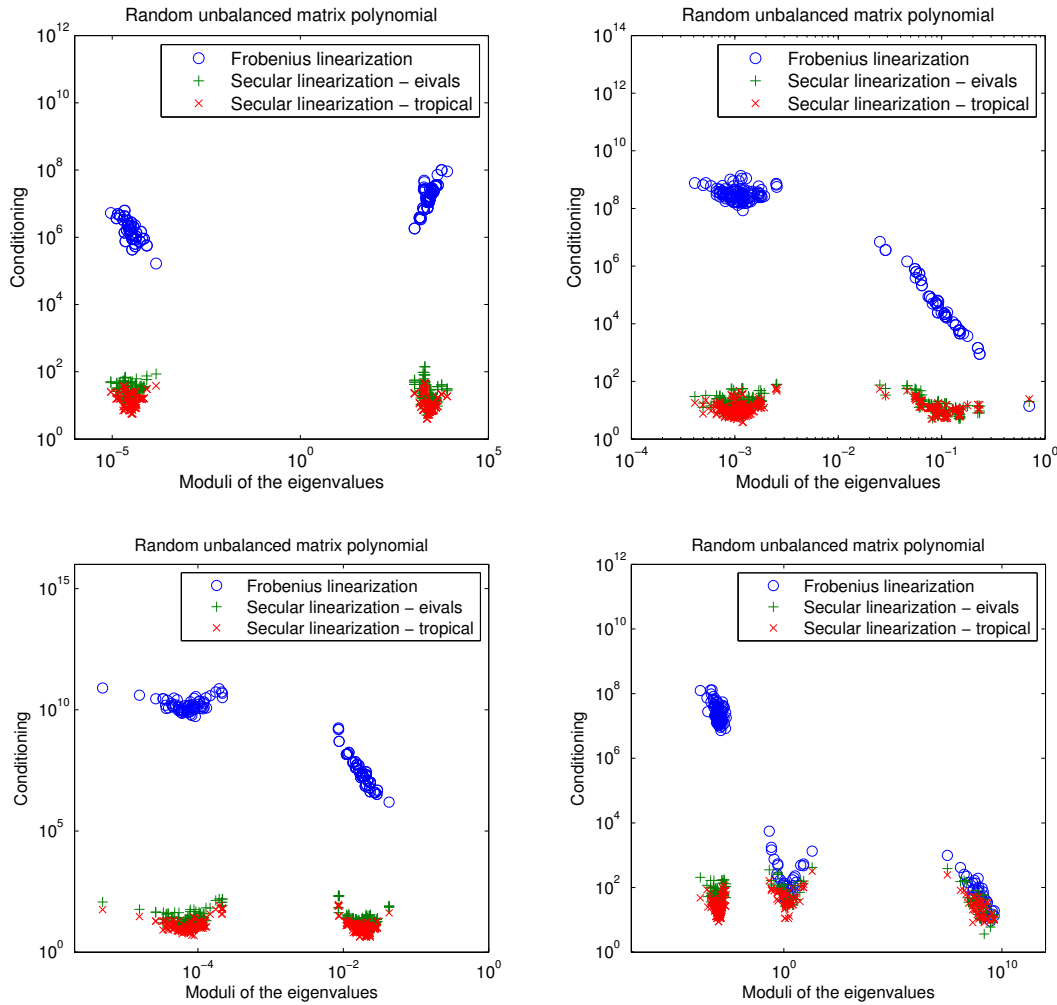 Random unbalanced matrix polynomial
10^12
10^10
10^8
10^6
10^4
10^2
10^0
Conditioning
Frobenius linearization
Secular linearization − eivals
Secular linearization − tropical
10^−5
10^0
10^5
Moduli of the eigenvalues
Random unbalanced matrix polynomial
10^14
10^12
10^10
10^8
10^6
10^4
10^2
10^0
Conditioning
Frobenius linearization
Secular linearization − eivals
Secular linearization − tropical
10^−4
10^−3
10^−2
10^−1
10^0
Moduli of the eigenvalues
Random unbalanced matrix polynomial
10^15
10^10
10^5
10^0
Conditioning
Frobenius linearization
Secular linearization − eivals
Secular linearization − tropical
10^−4
10^−2
10^0
Moduli of the eigenvalues
Random unbalanced matrix polynomial
10^12
10^10
10^8
10^6
10^4
10^2
10^0
Conditioning
Frobenius linearization
Secular linearization − eivals
Secular linearization − tropical
10^0
10^10
Moduli of the eigenvalues